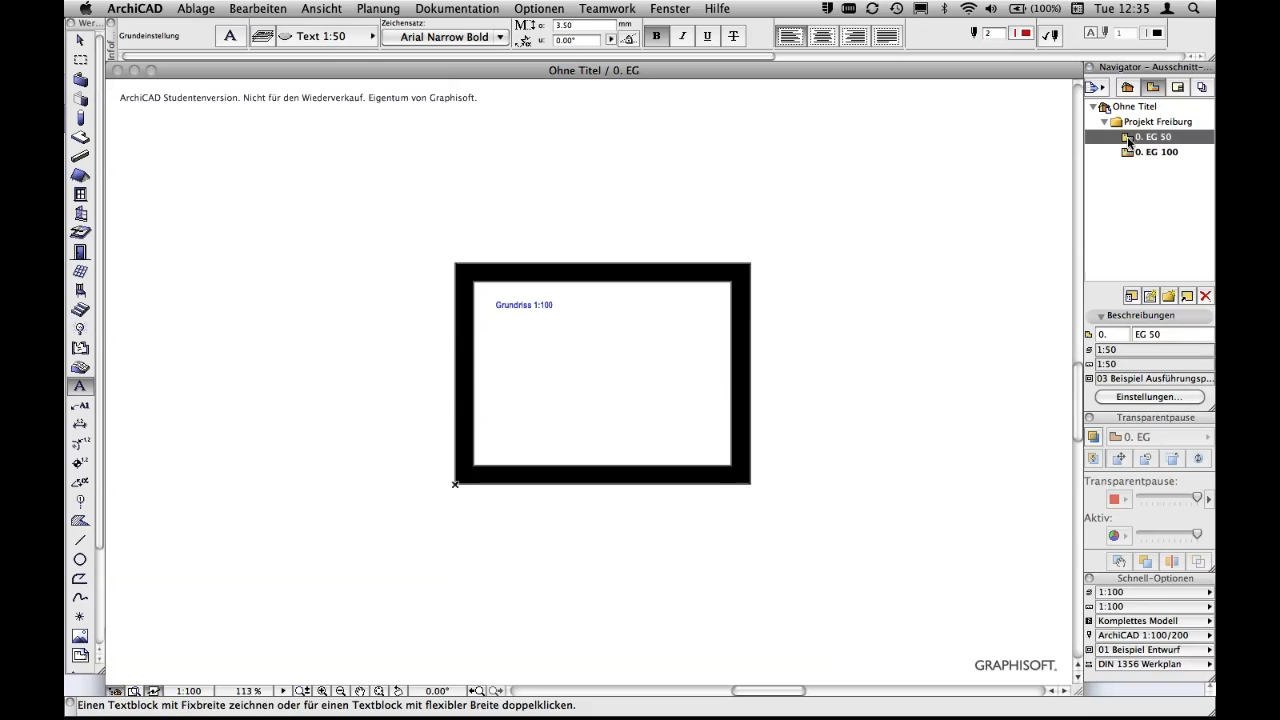 ArchiCAD Ablage Bearbeiten Ansicht Planung Dokumentation Optionen Teamwork Fenster Hilfe (100%) Tue 12:35
Grundeinstellung
A
Text 1:50
Zeichensatz:
Arial Narrow Bold
M
o: 3.50 mm
u: 0.00°
B I U T
2
A 1
Ohne Titel / 0. EG
ArchiCAD Studentenversion. Nicht für den Wiederverkauf. Eigentum von Graphisoft.
Grundriss 1:100
GRAPHISOFT.
Navigator - Ausschnitt-...
Ohne Titel
Projekt Freiburg
0. EG 50
0. EG 100
Beschreibungen
0. EG 50
1:50
1:50
03 Beispiel Ausführungsp...
Einstellungen...
Transparentpause
0. EG
Transparentpause:
Aktiv:
Schnell-Optionen
1:100
1:100
Komplettes Modell
ArchiCAD 1:100/200
01 Beispiel Entwurf
DIN 1356 Werkplan
Wer...
Info
A
A1
1:100 113 % 0.00°
Einen Textblock mit Fixbreite zeichnen oder für einen Textblock mit flexibler Breite doppelklicken.